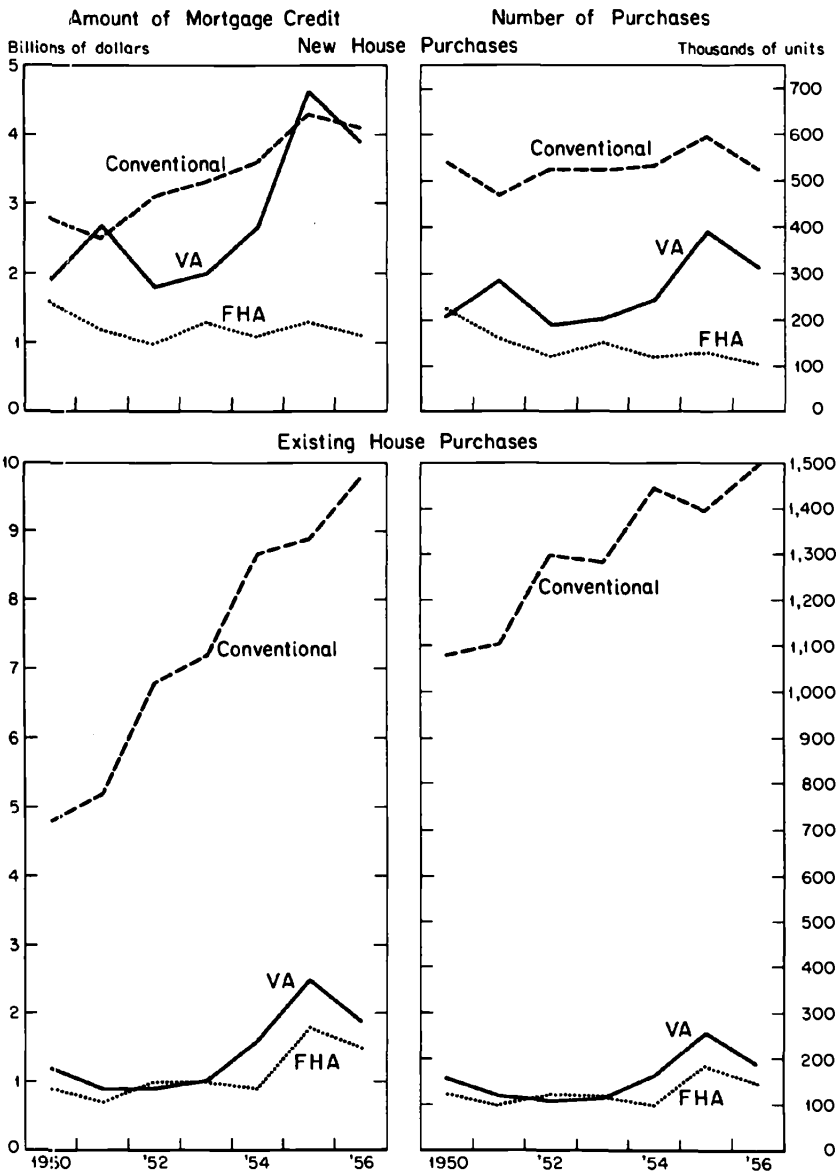 Amount of Mortgage Credit
Number of Purchases
Billions of dollars
New House Purchases
Thousands of units
5
4
3
2
1
0
Conventional
VA
FHA
700
600
500
400
300
200
100
0
Conventional
VA
FHA
Existing House Purchases
10
9
8
7
6
5
4
3
2
1
0
Conventional
VA
FHA
1950 '52 '54 '56
1,500
1,400
1,300
1,200
1,100
1,000
900
800
700
600
500
400
300
200
100
0
Conventional
VA
FHA
1950 '52 '54 '56